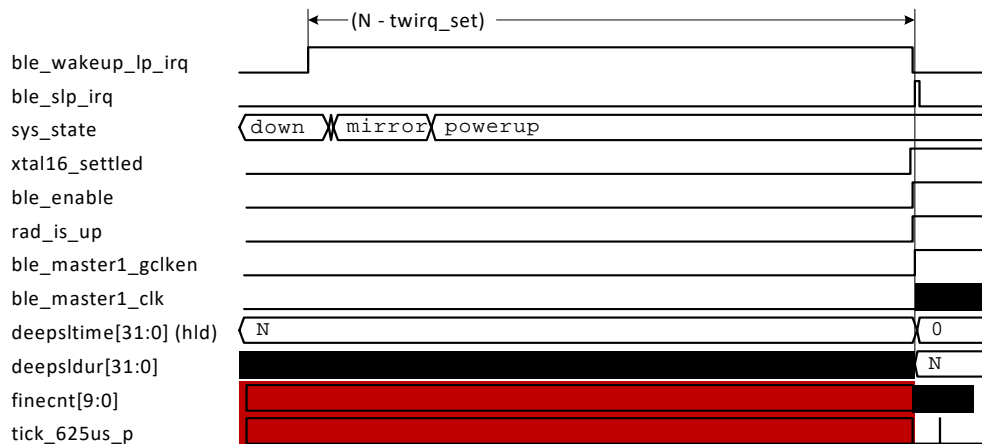 (N - twirq_set)
ble_wakeup_lp_irq
ble_slp_irq
sys_state down mirror powerup
xtal16_settled
ble_enable
rad_is_up
ble_master1_gclken
ble_master1_clk
deepsltime[31:0] (hld) N 0
deepsldur[31:0] N
finecnt[9:0]
tick_625us_p